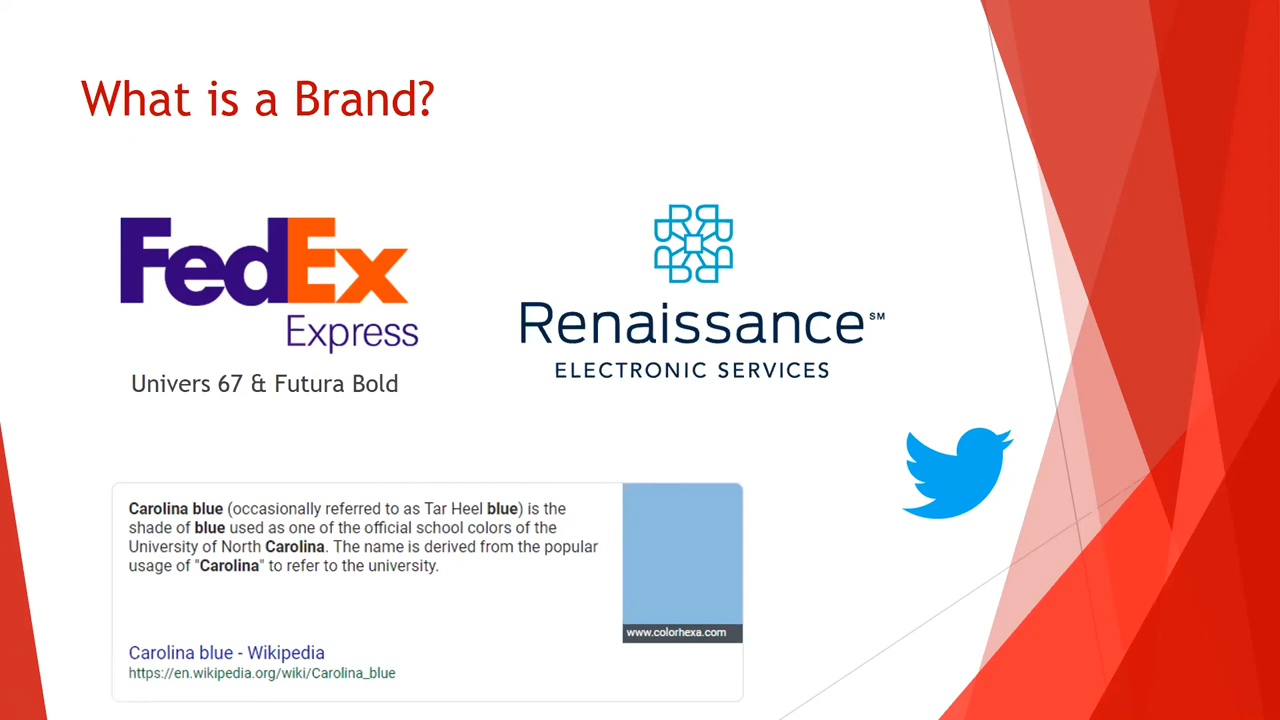 What is a Brand?
FedEx
Express
Univers 67 & Futura Bold
Renaissance℠
ELECTRONIC SERVICES
Carolina blue (occasionally referred to as Tar Heel blue) is the
shade of blue used as one of the official school colors of the
University of North Carolina. The name is derived from the popular
usage of "Carolina" to refer to the university.
www.colorhexa.com
Carolina blue - Wikipedia
https://en.wikipedia.org/wiki/Carolina_blue